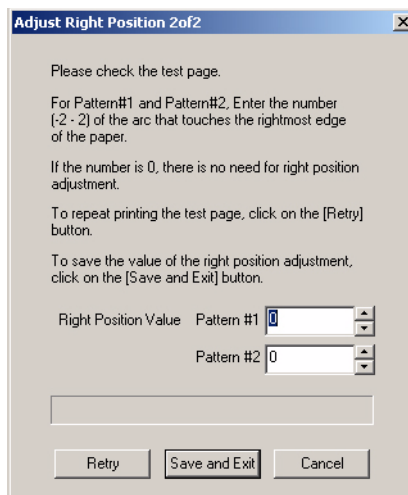 Adjust Right Position 2of2
Please check the test page.
For Pattern#1 and Pattern#2, Enter the number
(-2 - 2) of the arc that touches the rightmost edge
of the paper.
If the number is 0, there is no need for right position
adjustment.
To repeat printing the test page, click on the [Retry]
button.
To save the value of the right position adjustment,
click on the [Save and Exit] button.
Right Position Value Pattern #1 0
Pattern #2 0
Retry Save and Exit Cancel